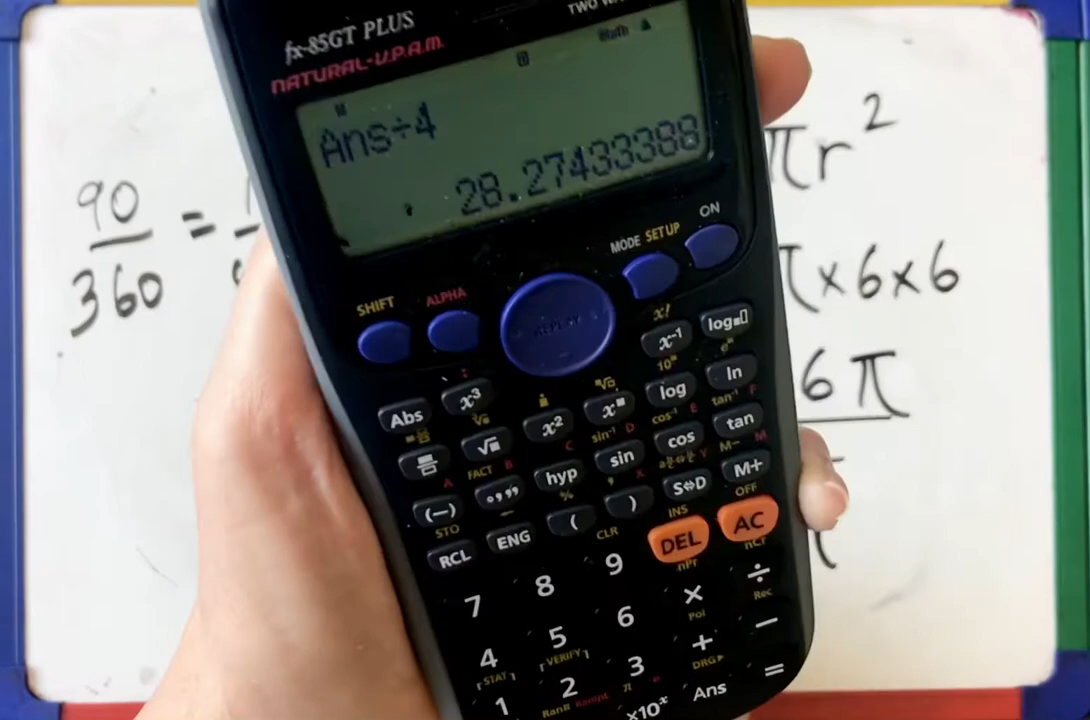 fx-85GT PLUS
NATURAL-V.P.A.M.
Math ▲
Ans÷4
28.27433388
90/360 =
πr²
π×6×6
6π
ON
MODE SETUP
SHIFT ALPHA
REPLAY
x! 
x⁻¹ log
Abs x³ 10ˣ eˣ
x² xⁿ log ln
√ sin⁻¹ D cos⁻¹ E tan⁻¹ F
FACT B C
hyp sin cos tan
A M− M
(−) °,,, S⇔D M+
STO % CLR INS OFF
RCL ENG ( ) DEL AC
7 8 9 nPr nCr
4 5 6 × ÷
[STAT] [VERIFY] Pol Rec
1 2 3 + −
Ran# RanInt π e DRG▸
×10ˣ Ans =